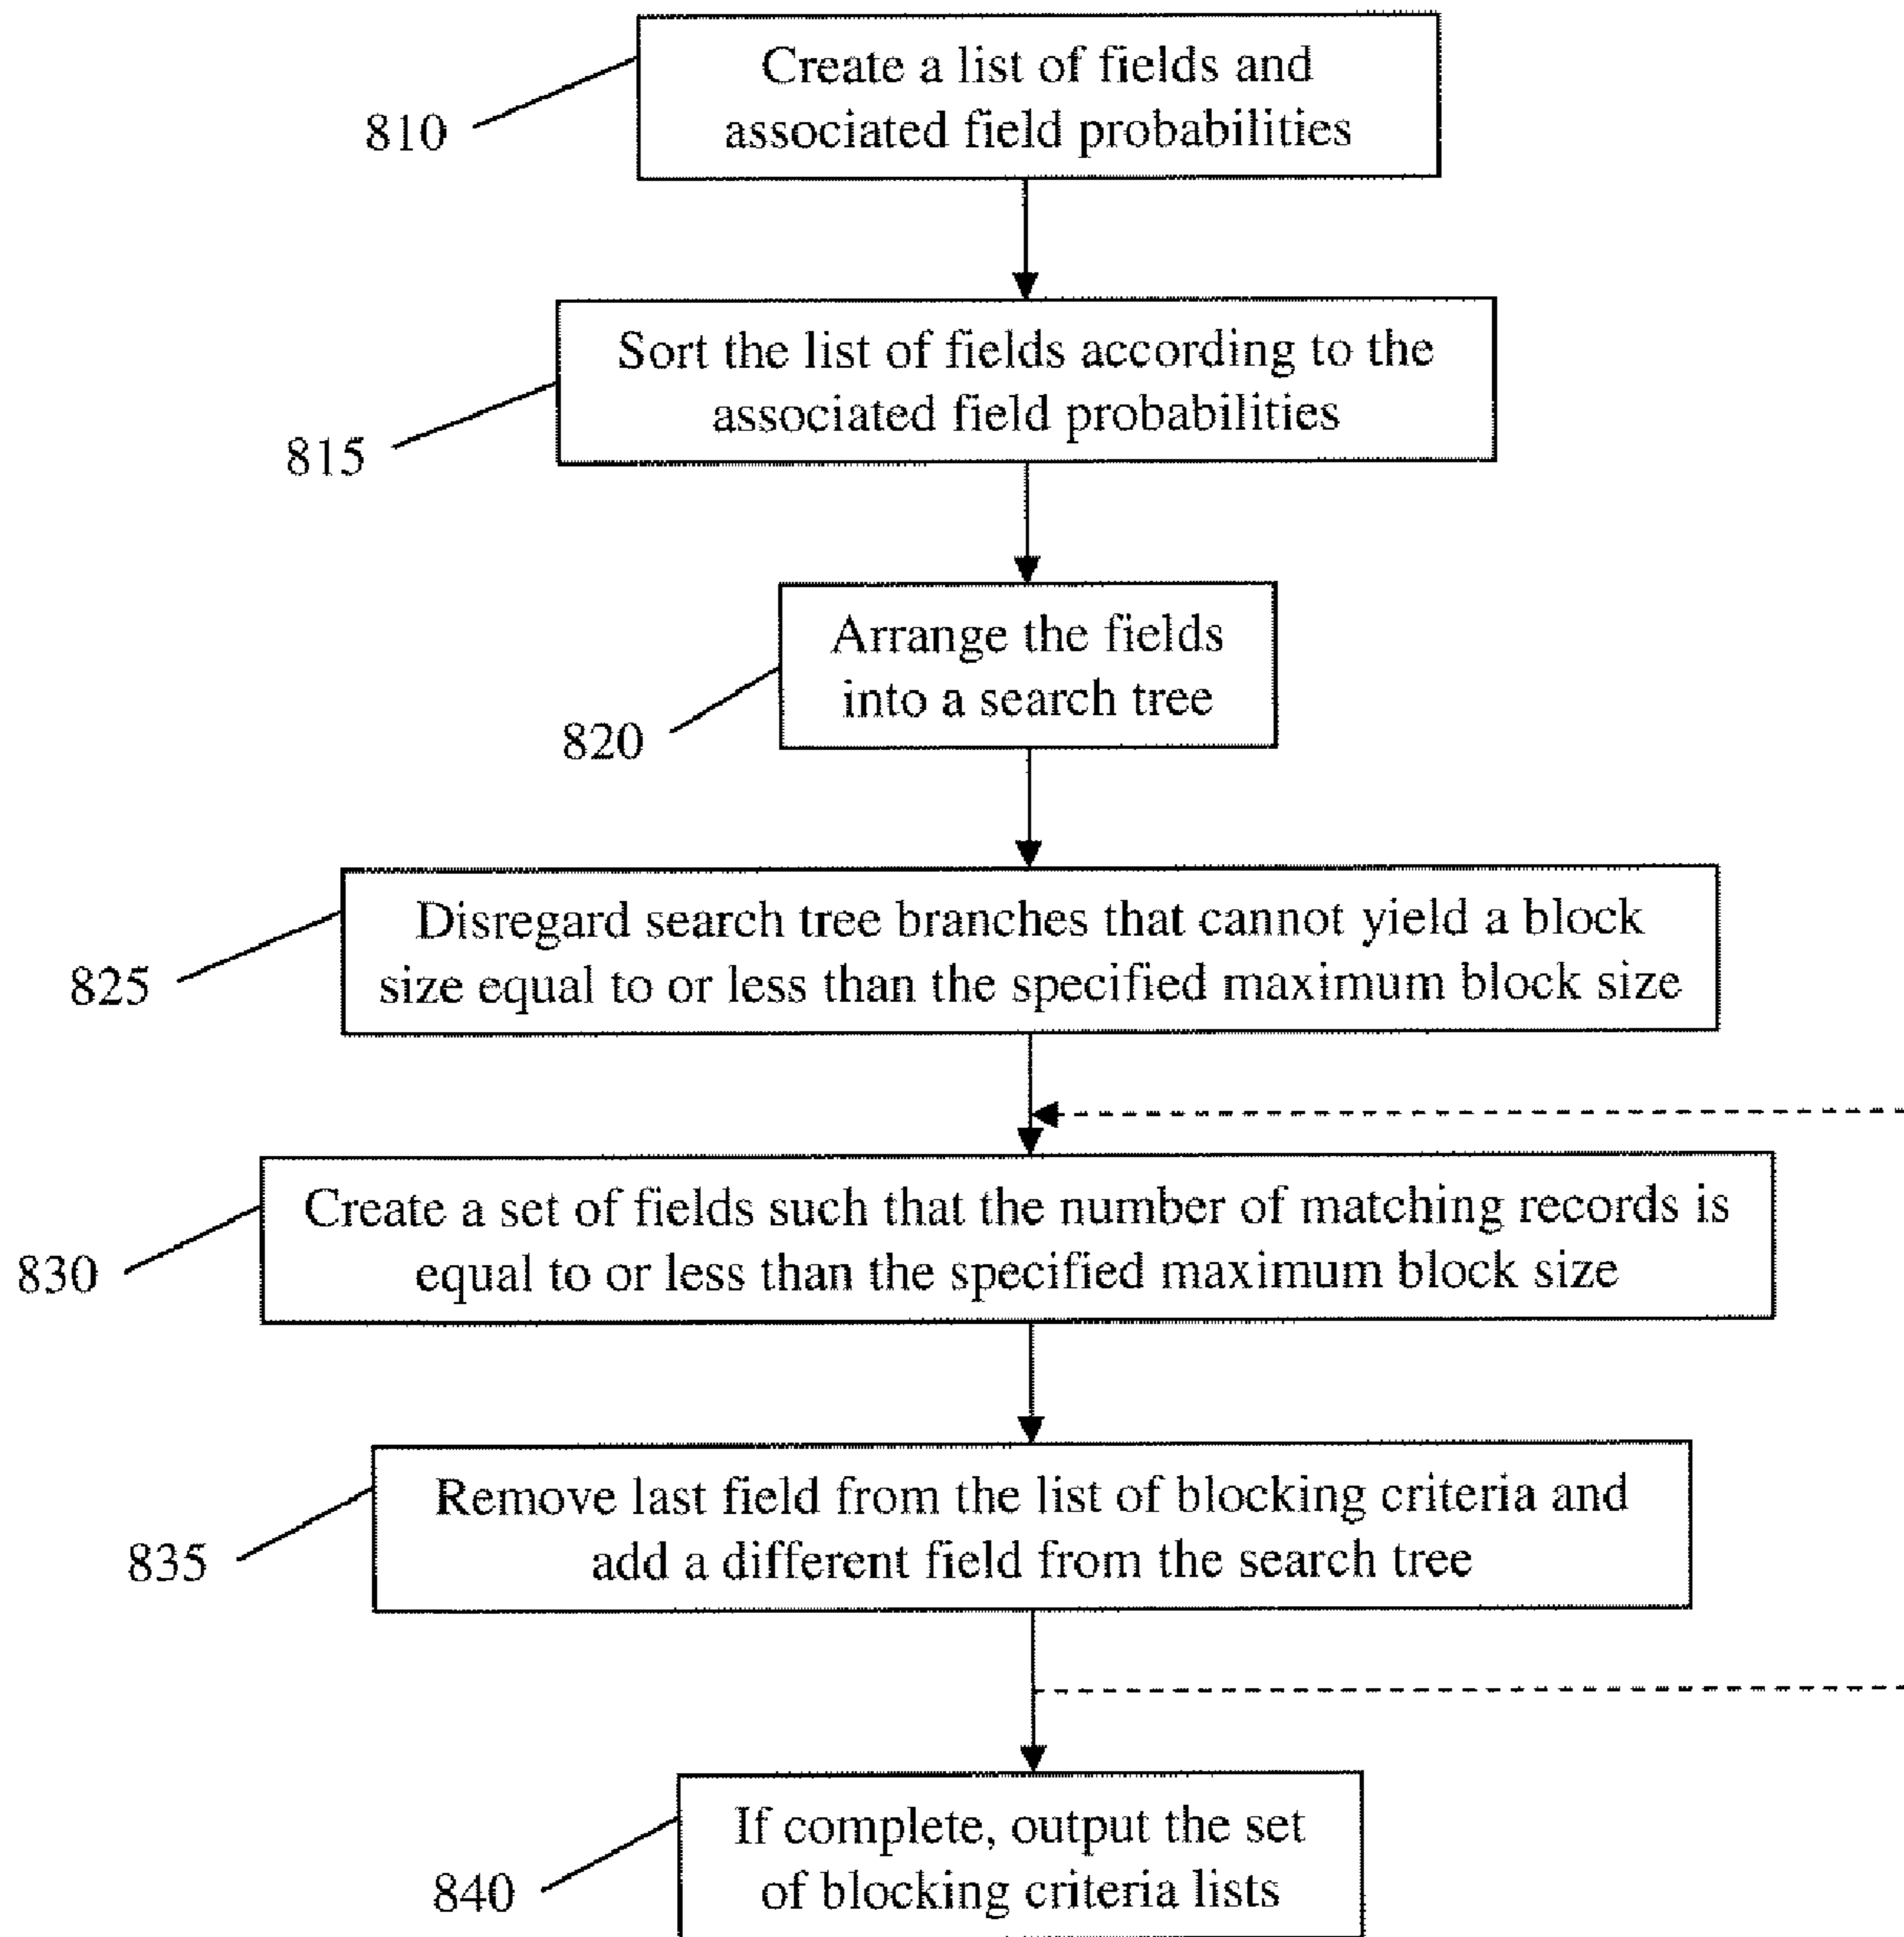 Create a list of fields and
associated field probabilities
810
Sort the list of fields according to the
associated field probabilities
815
Arrange the fields
into a search tree
820
Disregard search tree branches that cannot yield a block
size equal to or less than the specified maximum block size
825
Create a set of fields such that the number of matching records is
equal to or less than the specified maximum block size
830
Remove last field from the list of blocking criteria and
add a different field from the search tree
835
If complete, output the set
of blocking criteria lists
840